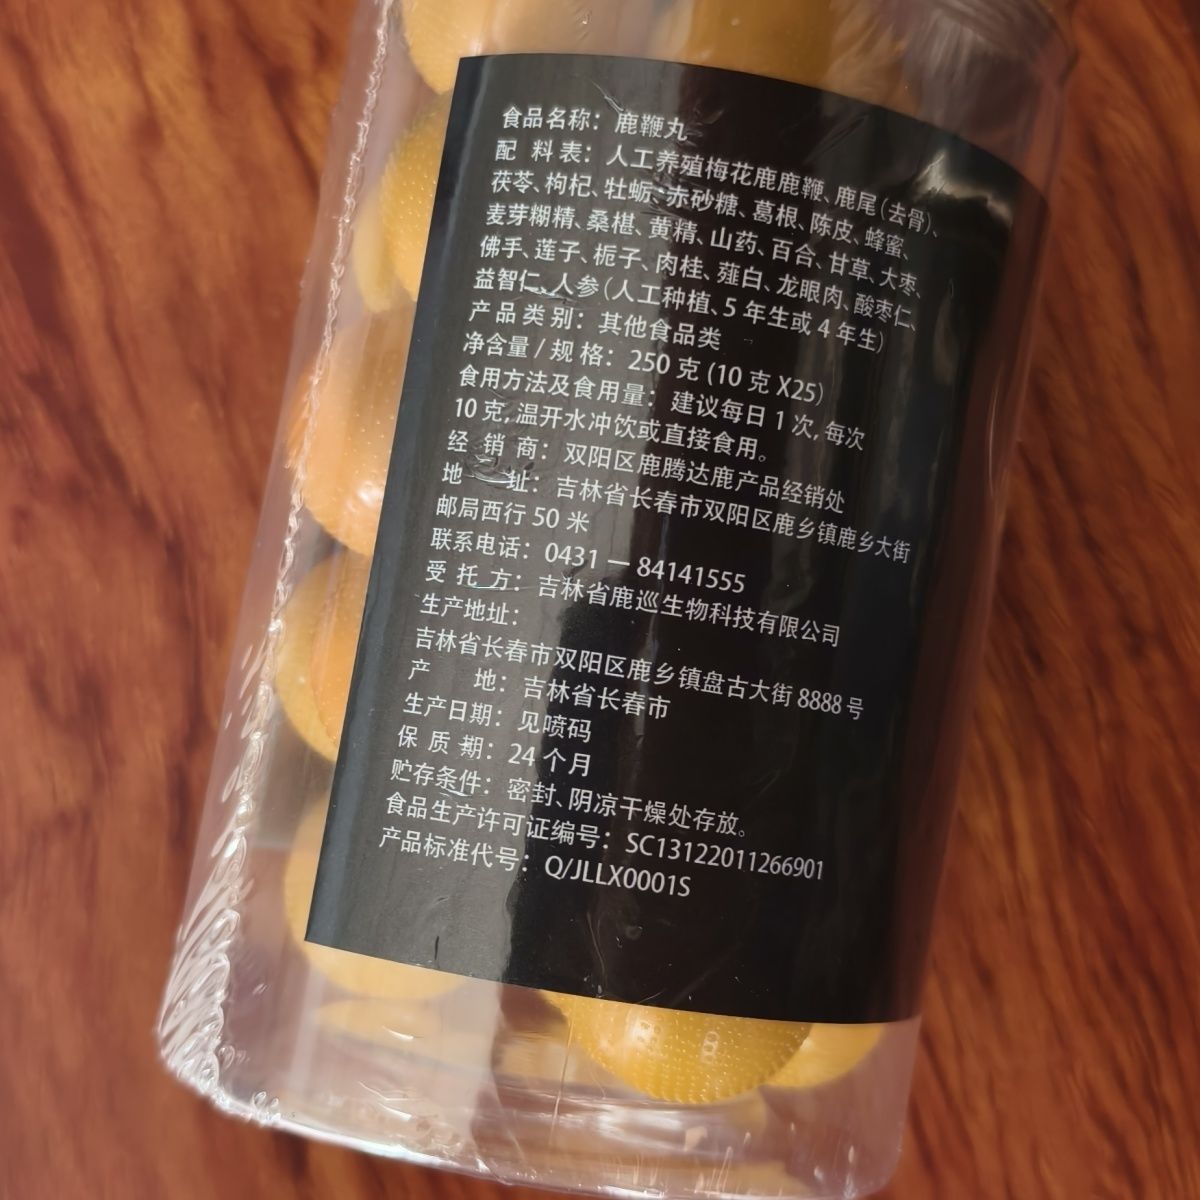 食品名称：鹿鞭丸
配 料 表：人工养殖梅花鹿鹿鞭、鹿尾（去骨）、
茯苓、枸杞、牡蛎、赤砂糖、葛根、陈皮、蜂蜜、
麦芽糊精、桑椹、黄精、山药、百合、甘草、大枣、
佛手、莲子、栀子、肉桂、薤白、龙眼肉、酸枣仁、
益智仁、人参（人工种植，5 年生或 4 年生）
产品类别：其他食品类
净含量 / 规 格：250 克 (10 克 X25)
食用方法及食用量：建议每日 1 次，每次
10 克，温开水冲饮或直接食用。
经 销 商：双阳区鹿腾达鹿产品经销处
地 址：吉林省长春市双阳区鹿乡镇鹿乡大街
邮局西行 50 米
联系电话：0431 — 84141555
受 托 方：吉林省鹿巡生物科技有限公司
生产地址：
吉林省长春市双阳区鹿乡镇盘古大街 8888 号
产 地：吉林省长春市
生产日期：见喷码
保 质 期：24 个月
贮存条件：密封、阴凉干燥处存放。
食品生产许可证编号：SC13122011266901
产品标准代号：Q/JLLX0001S